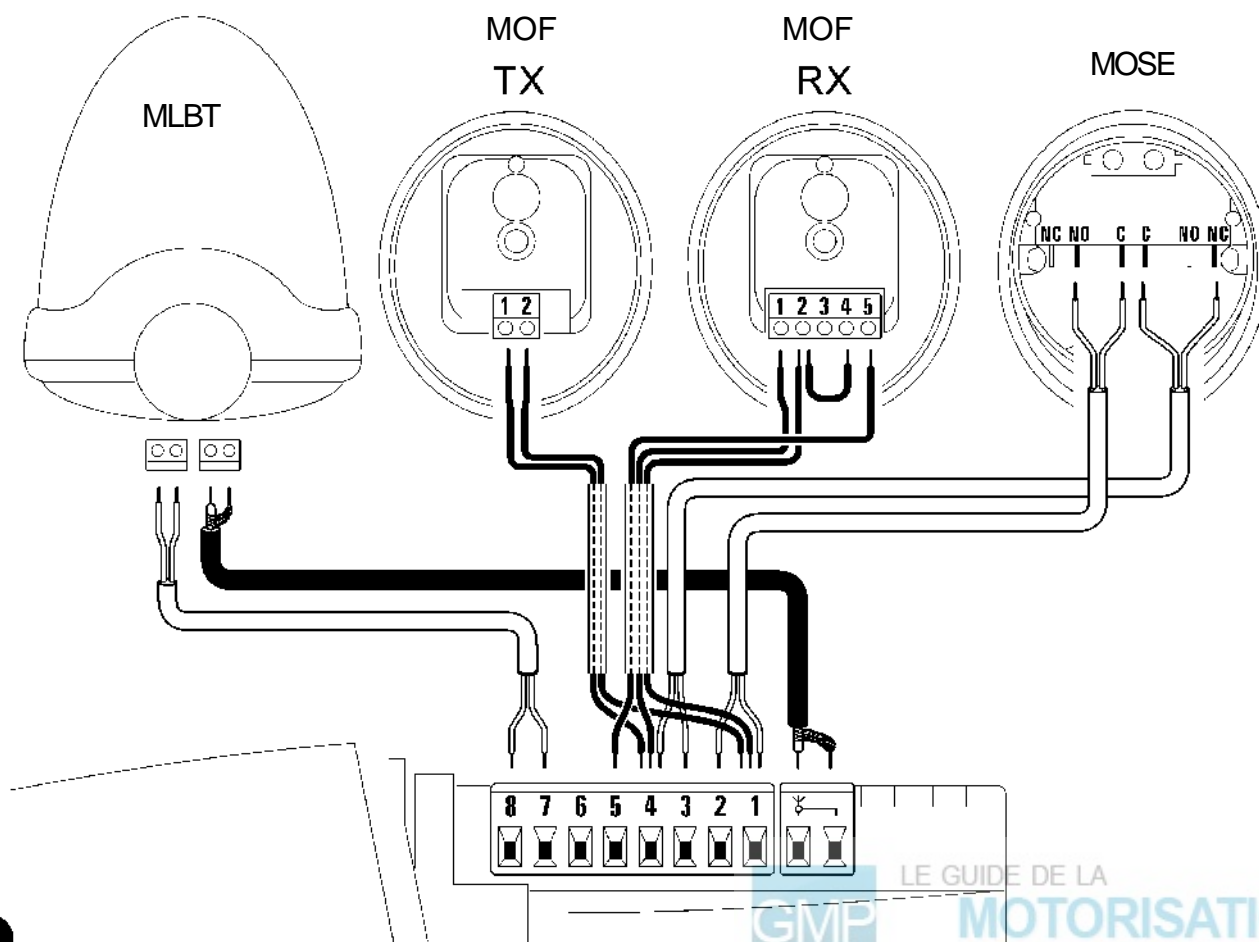 MOF
MOF
MOSE
TX
RX
MLBT
NC NO C C NO NC
1 2
1 2 3 4 5
8 7 6 5 4 3 2 1
LE GUIDE DE LA
GMP MOTORISATI